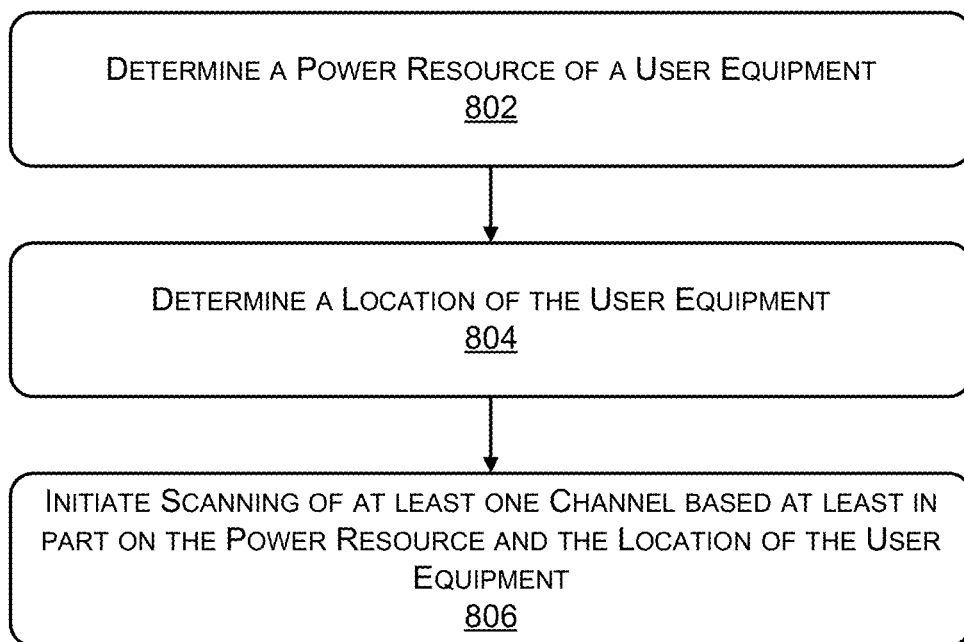 DETERMINE A POWER RESOURCE OF A USER EQUIPMENT
802
DETERMINE A LOCATION OF THE USER EQUIPMENT
804
INITIATE SCANNING OF AT LEAST ONE CHANNEL BASED AT LEAST IN
PART ON THE POWER RESOURCE AND THE LOCATION OF THE USER
EQUIPMENT
806